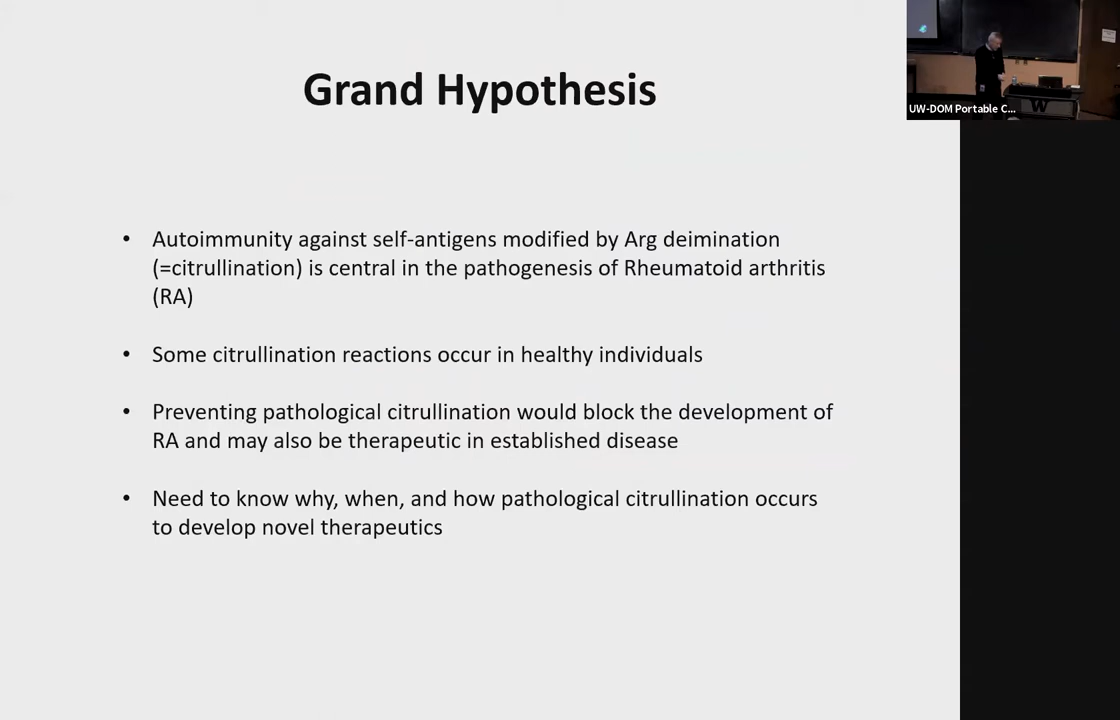 Grand Hypothesis
UW-DOM Portable C...
W
• Autoimmunity against self-antigens modified by Arg deimination
(=citrullination) is central in the pathogenesis of Rheumatoid arthritis
(RA)
• Some citrullination reactions occur in healthy individuals
• Preventing pathological citrullination would block the development of
RA and may also be therapeutic in established disease
• Need to know why, when, and how pathological citrullination occurs
to develop novel therapeutics